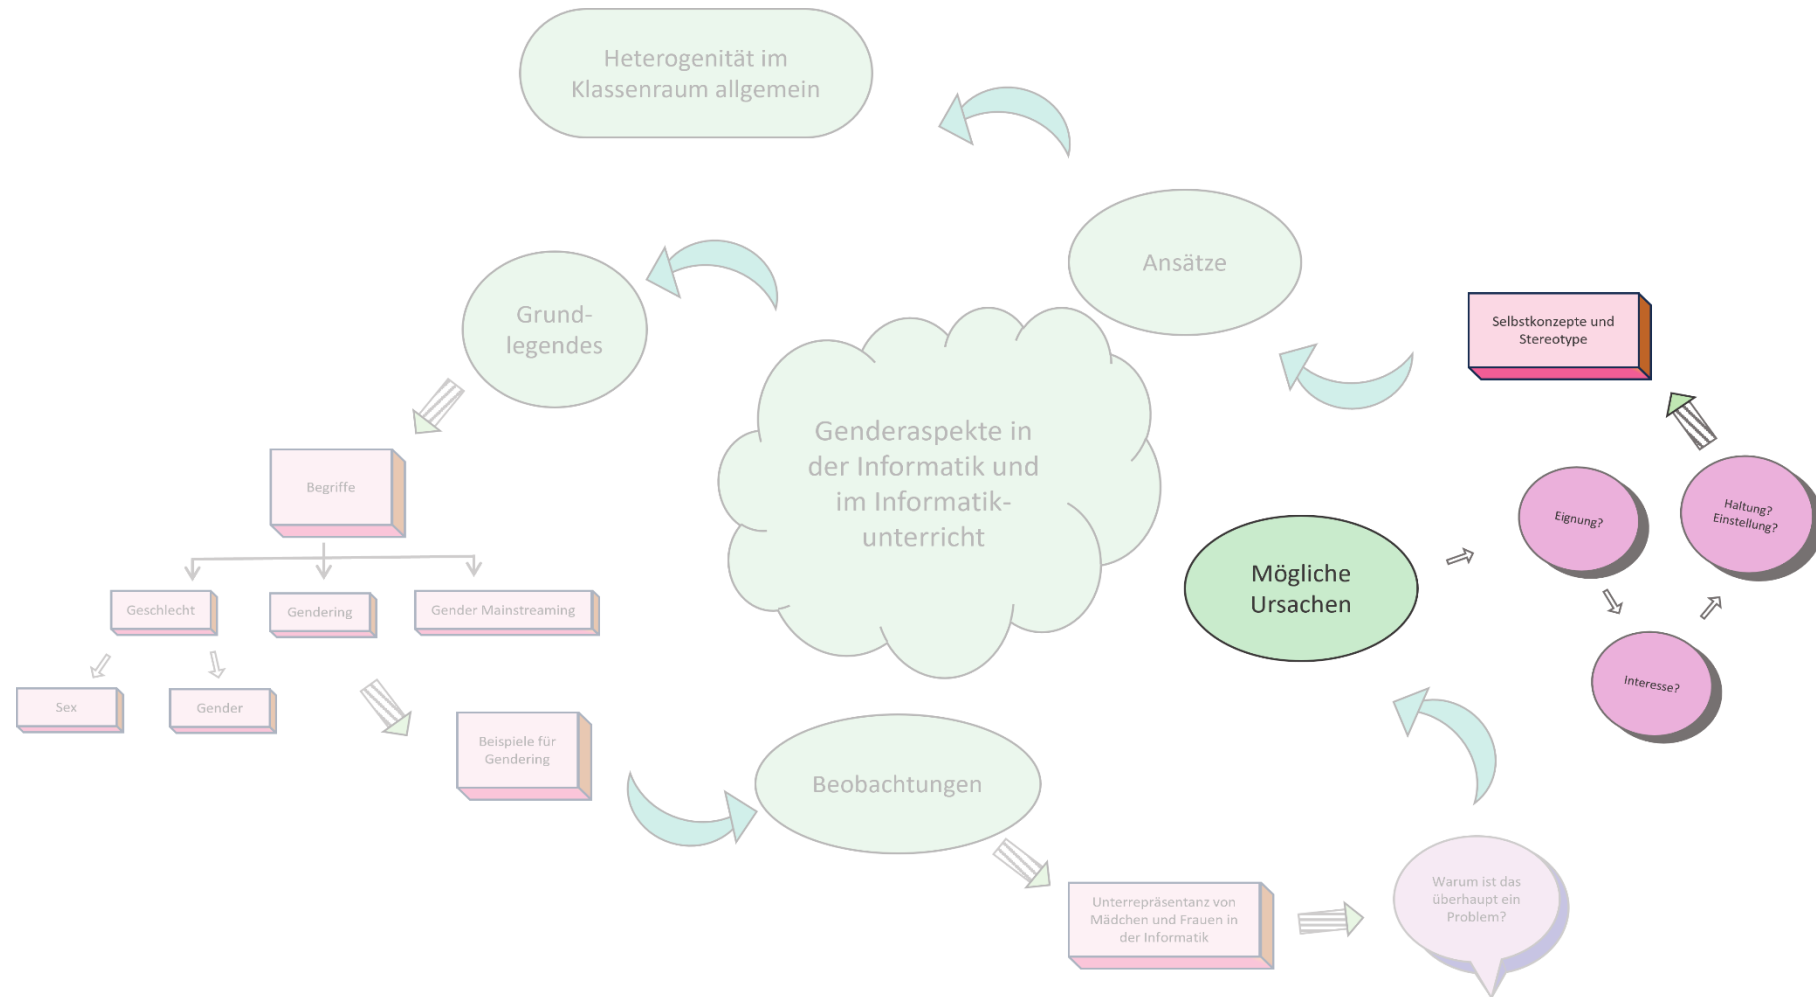 Heterogenität im
Klassenraum allgemein
Ansätze
Grund-
legendes
Selbstkonzepte und
Stereotype
Genderaspekte in
der Informatik und
im Informatik-
unterricht
Begriffe
Eignung?
Haltung?
Einstellung?
Mögliche
Ursachen
Geschlecht
Gendering
Gender Mainstreaming
Interesse?
Sex
Gender
Beispiele für
Gendering
Beobachtungen
Unterrepräsentanz von
Mädchen und Frauen in
der Informatik
Warum ist das
überhaupt ein
Problem?